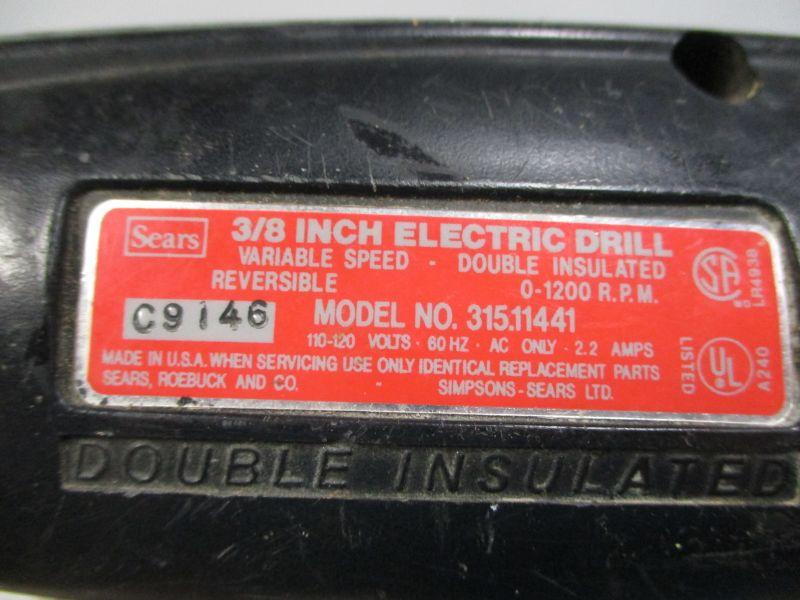 Sears
3/8 INCH ELECTRIC DRILL
VARIABLE SPEED - DOUBLE INSULATED
REVERSIBLE 0-1200 R.P.M.
C9146 MODEL NO. 315.11441
110-120 VOLTS · 60 HZ · AC ONLY · 2.2 AMPS
MADE IN U.S.A. WHEN SERVICING USE ONLY IDENTICAL REPLACEMENT PARTS
SEARS, ROEBUCK AND CO. - SIMPSONS-SEARS LTD.
SA
LR4938
LISTED
UL
A240
DOUBLE INSULATED